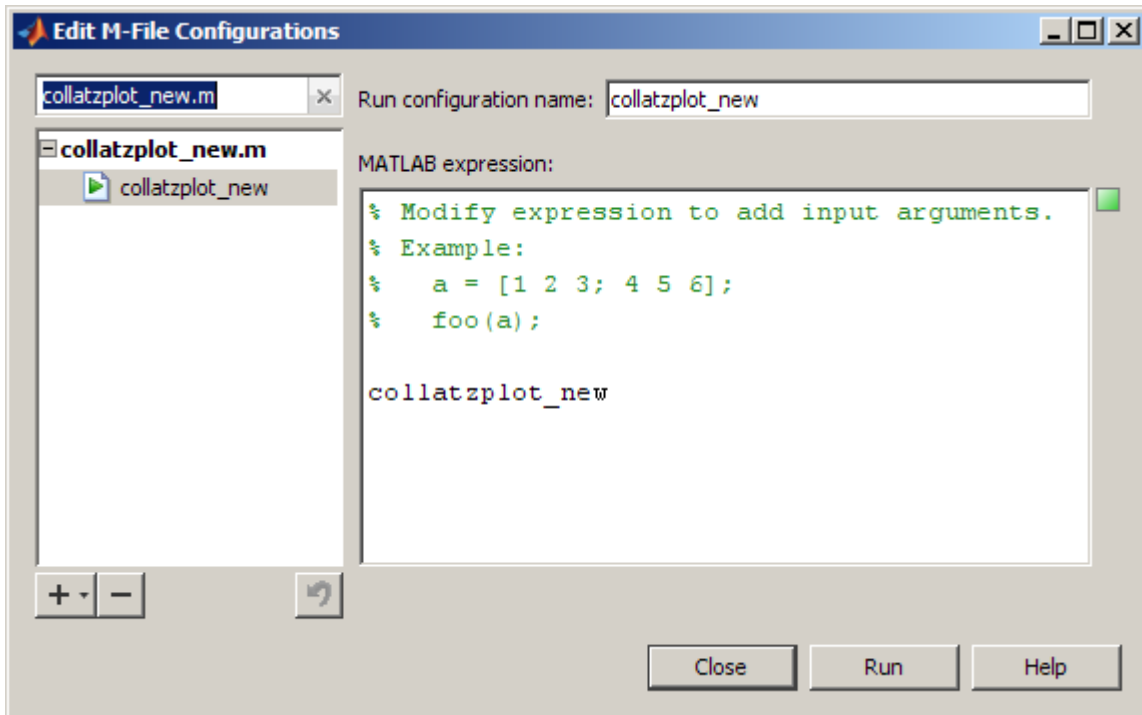 Edit M-File Configurations
collatzplot_new.m
Run configuration name: collatzplot_new
collatzplot_new.m
collatzplot_new
MATLAB expression:
% Modify expression to add input arguments.
% Example:
%   a = [1 2 3; 4 5 6];
%   foo(a);
collatzplot_new
Close Run Help